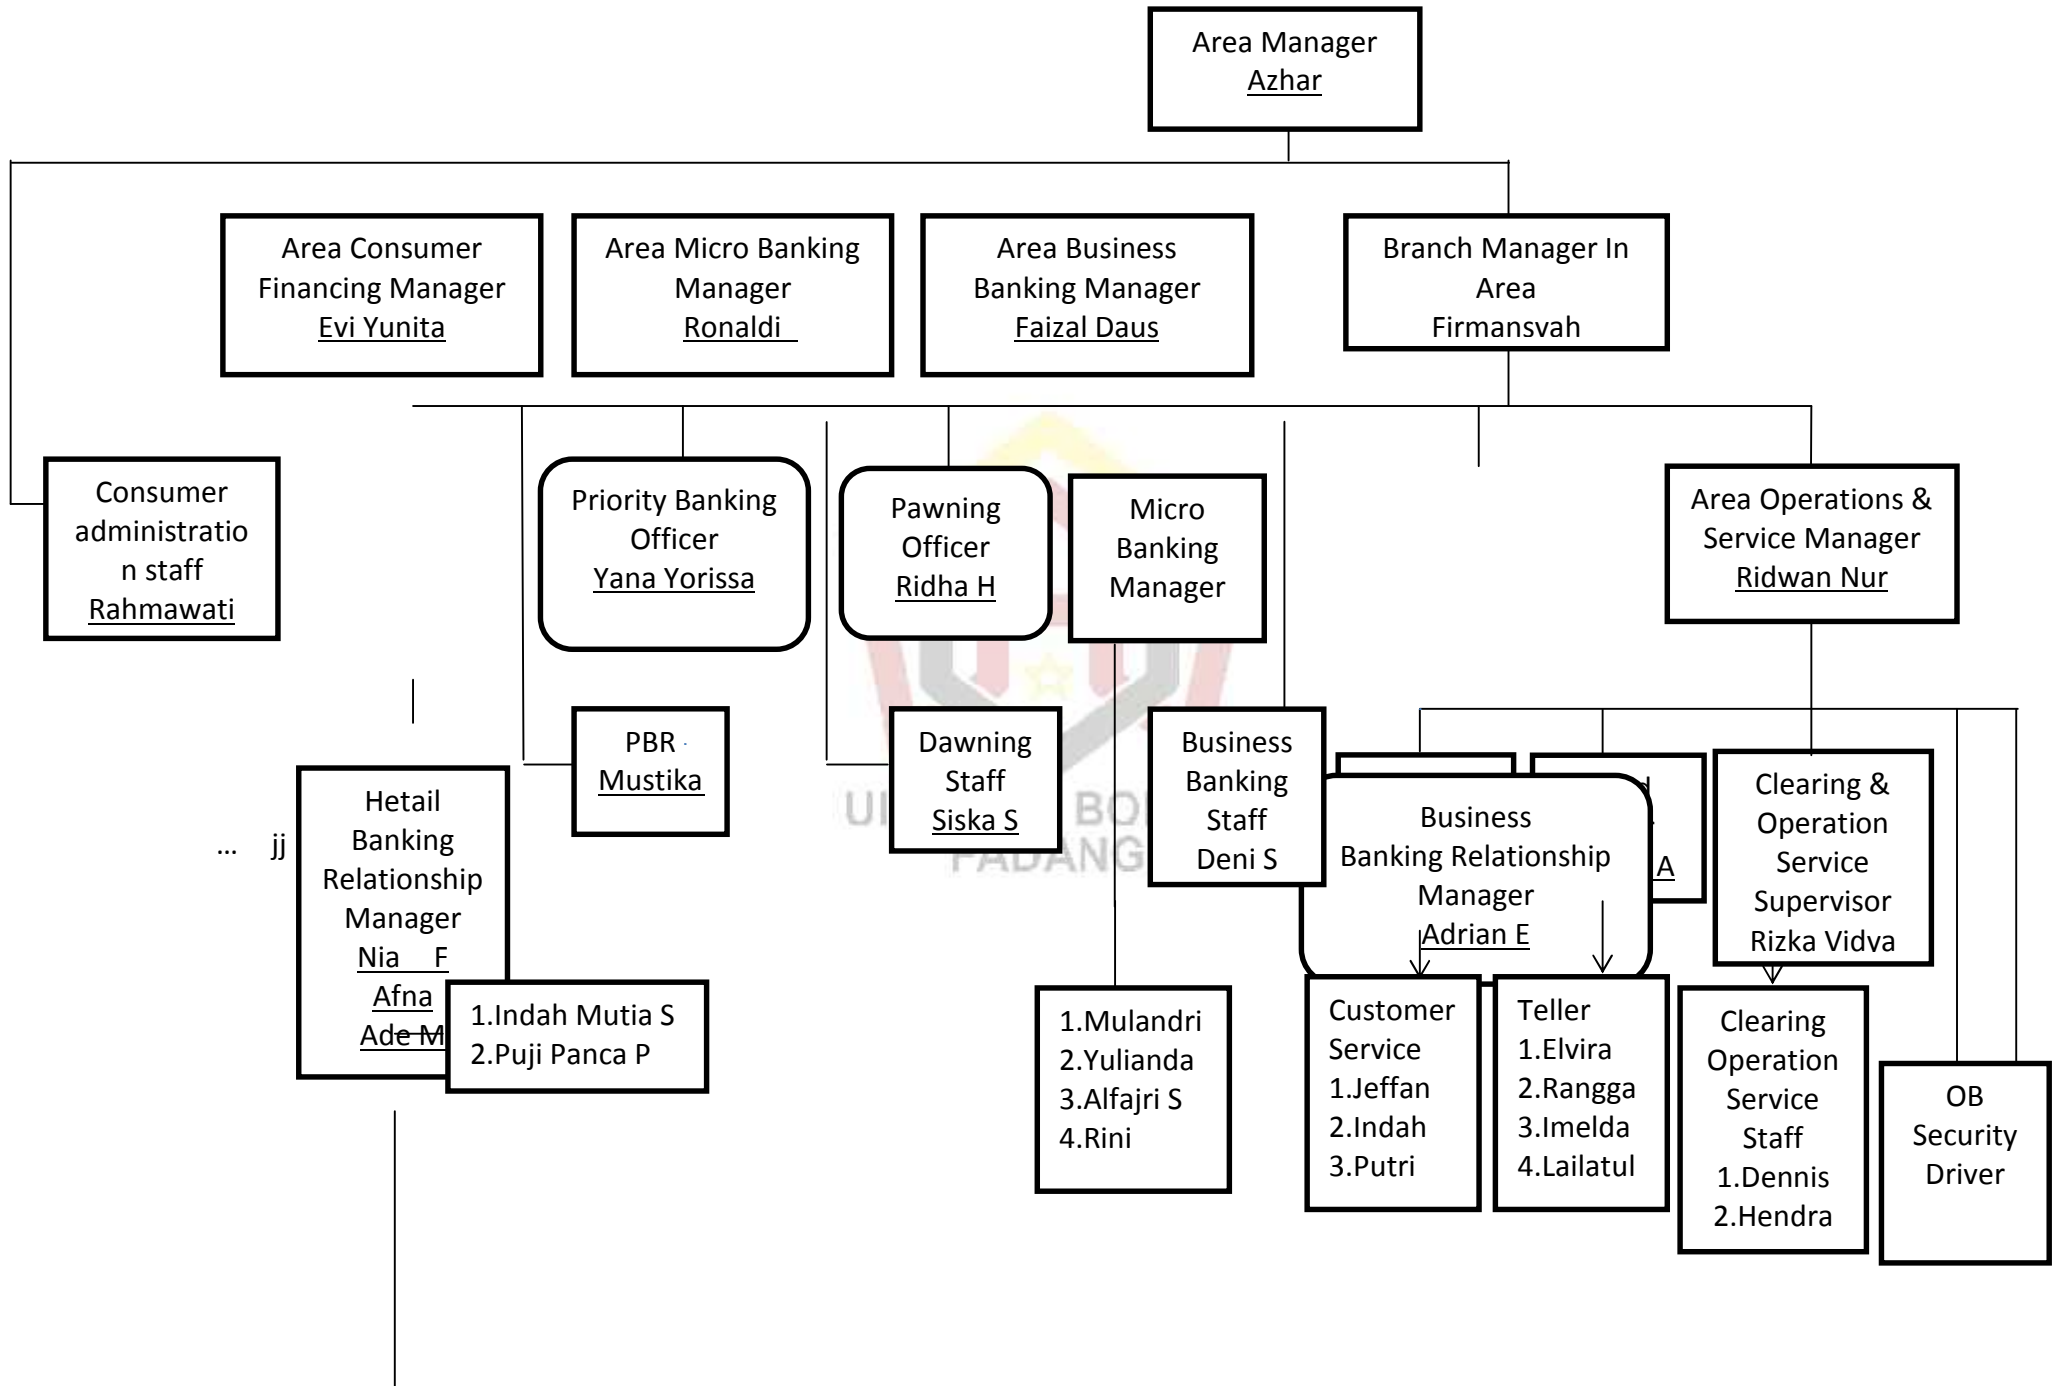 Area Manager
Azhar
Area Consumer
Financing Manager
Evi Yunita
Area Micro Banking
Manager
Ronaldi
Area Business
Banking Manager
Faizal Daus
Branch Manager In
Area
Firmansvah
Consumer
administratio
n staff
Rahmawati
Priority Banking
Officer
Yana Yorissa
Pawning
Officer
Ridha H
Micro
Banking
Manager
Area Operations &
Service Manager
Ridwan Nur
PBR
Mustika
Dawning
Staff
Siska S
Business
Banking
Staff
Deni S
Business
Banking Relationship
Manager
Adrian E
A
Clearing &
Operation
Service
Supervisor
Rizka Vidva
... jj
Hetail
Banking
Relationship
Manager
Nia F
Afna
Ade M
1.Indah Mutia S
2.Puji Panca P
1.Mulandri
2.Yulianda
3.Alfajri S
4.Rini
Customer
Service
1.Jeffan
2.Indah
3.Putri
Teller
1.Elvira
2.Rangga
3.Imelda
4.Lailatul
Clearing
Operation
Service
Staff
1.Dennis
2.Hendra
OB
Security
Driver
PADANG